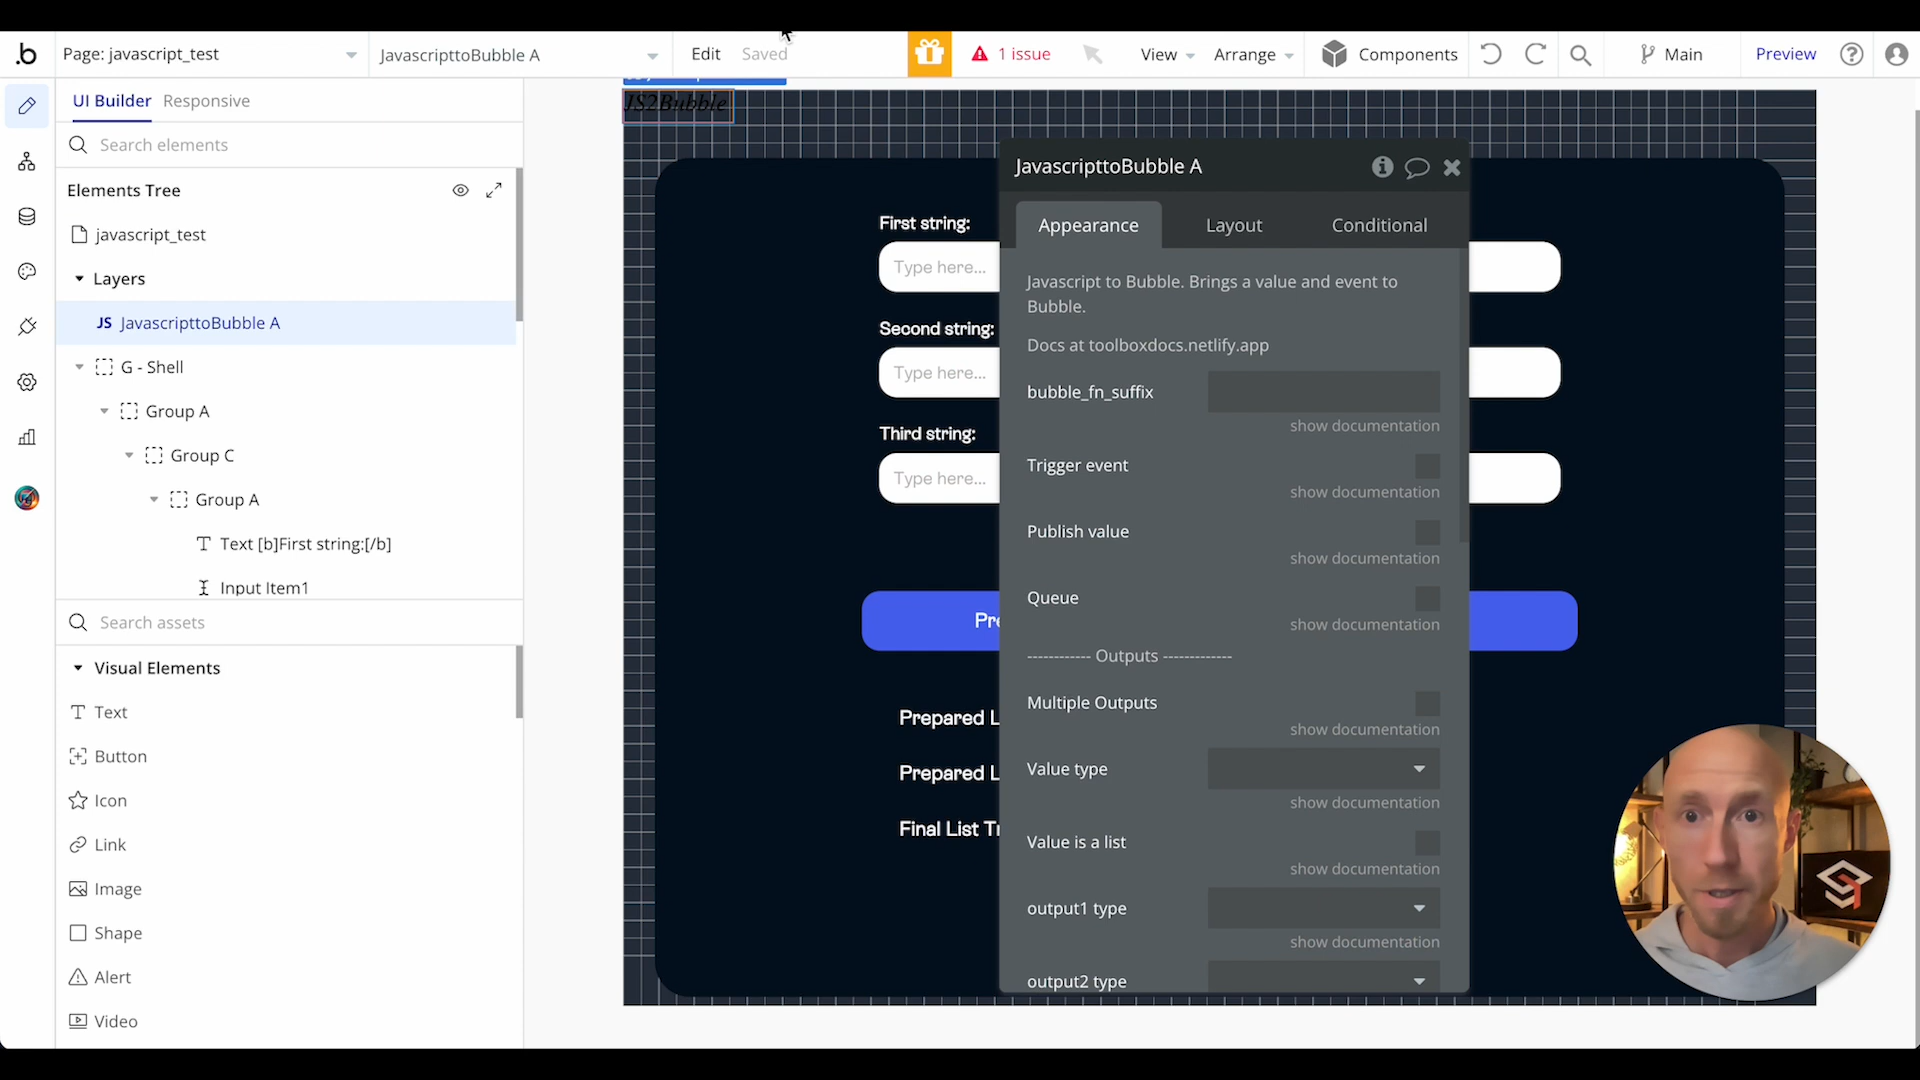 .b
Page: javascript_test
JavascripttoBubble A
Edit
Saved
1 issue
View
Arrange
Components
Main
Preview
UI Builder
Responsive
Search elements
Elements Tree
javascript_test
Layers
JS JavascripttoBubble A
G - Shell
Group A
Group C
Group A
Text [b]First string:[/b]
Input Item1
Search assets
Visual Elements
Text
Button
Icon
Link
Image
Shape
Alert
Video
JS2Bubble
First string:
Type here...
Second string:
Type here...
Third string:
Type here...
Pre
Prepared L
Prepared L
Final List Tr
JavascripttoBubble A
Appearance
Layout
Conditional
Javascript to Bubble. Brings a value and event to
Bubble.
Docs at toolboxdocs.netlify.app
bubble_fn_suffix
show documentation
Trigger event
show documentation
Publish value
show documentation
Queue
show documentation
------------ Outputs -------------
Multiple Outputs
show documentation
Value type
show documentation
Value is a list
show documentation
output1 type
show documentation
output2 type